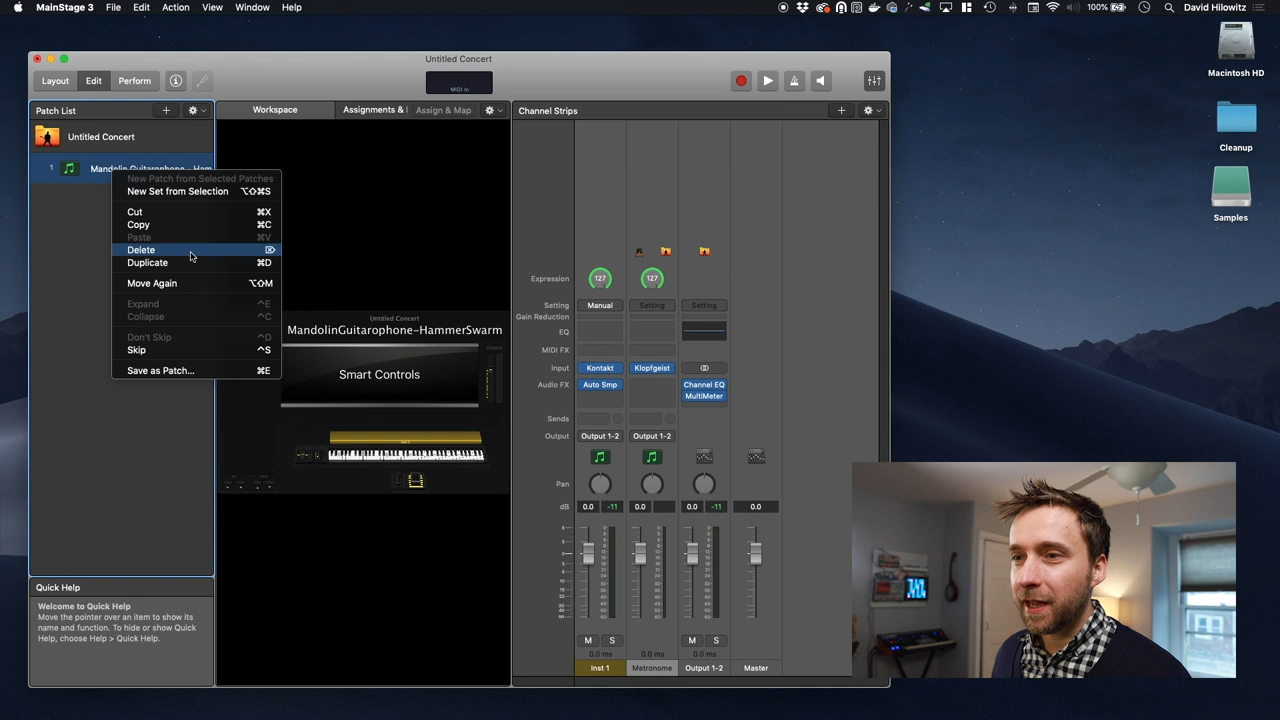 MainStage 3 File Edit Action View Window Help
100% David Hilowitz
Untitled Concert
Layout Edit Perform
MIDI In
Patch List
Workspace Assignments & I Assign & Map
Channel Strips
Untitled Concert
1 Mandolin Guitarophone - Ham
New Patch from Selected Patches
New Set from Selection ⌥⇧⌘S
Cut ⌘X
Copy ⌘C
Paste ⌘V
Delete ⌦
Duplicate ⌘D
Move Again ⌥⇧M
Expand ^E
Collapse ^C
Don't Skip ^D
Skip ^S
Save as Patch... ⌘E
Untitled Concert
MandolinGuitarophone-HammerSwarm
Output
Smart Controls
Expression 127 127
Setting Manual Setting Setting
Gain Reduction
EQ
MIDI FX
Input Kontakt Klopfgeist
Audio FX Auto Smp Channel EQ
MultiMeter
Sends
Output Output 1-2 Output 1-2
Pan
dB 0.0 -11 0.0 0.0 -11 0.0
M S M S
0.0 ms 0.0 ms 0.0 ms
Inst 1 Metronome Output 1-2 Master
Quick Help
Welcome to Quick Help
Move the pointer over an item to show its
name and function. To hide or show Quick
Help, choose Help > Quick Help.
Macintosh HD
Cleanup
Samples